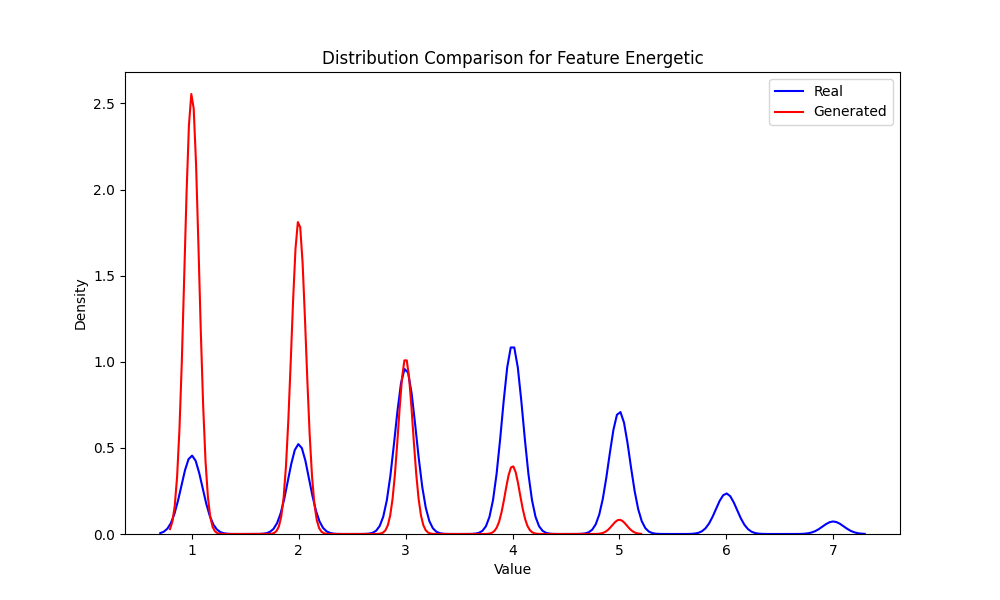 Distribution Comparison for Feature Energetic
Real
Generated
2.5
2.0
1.5
1.0
0.5
0.0
Density
1 2 3 4 5 6 7
Value